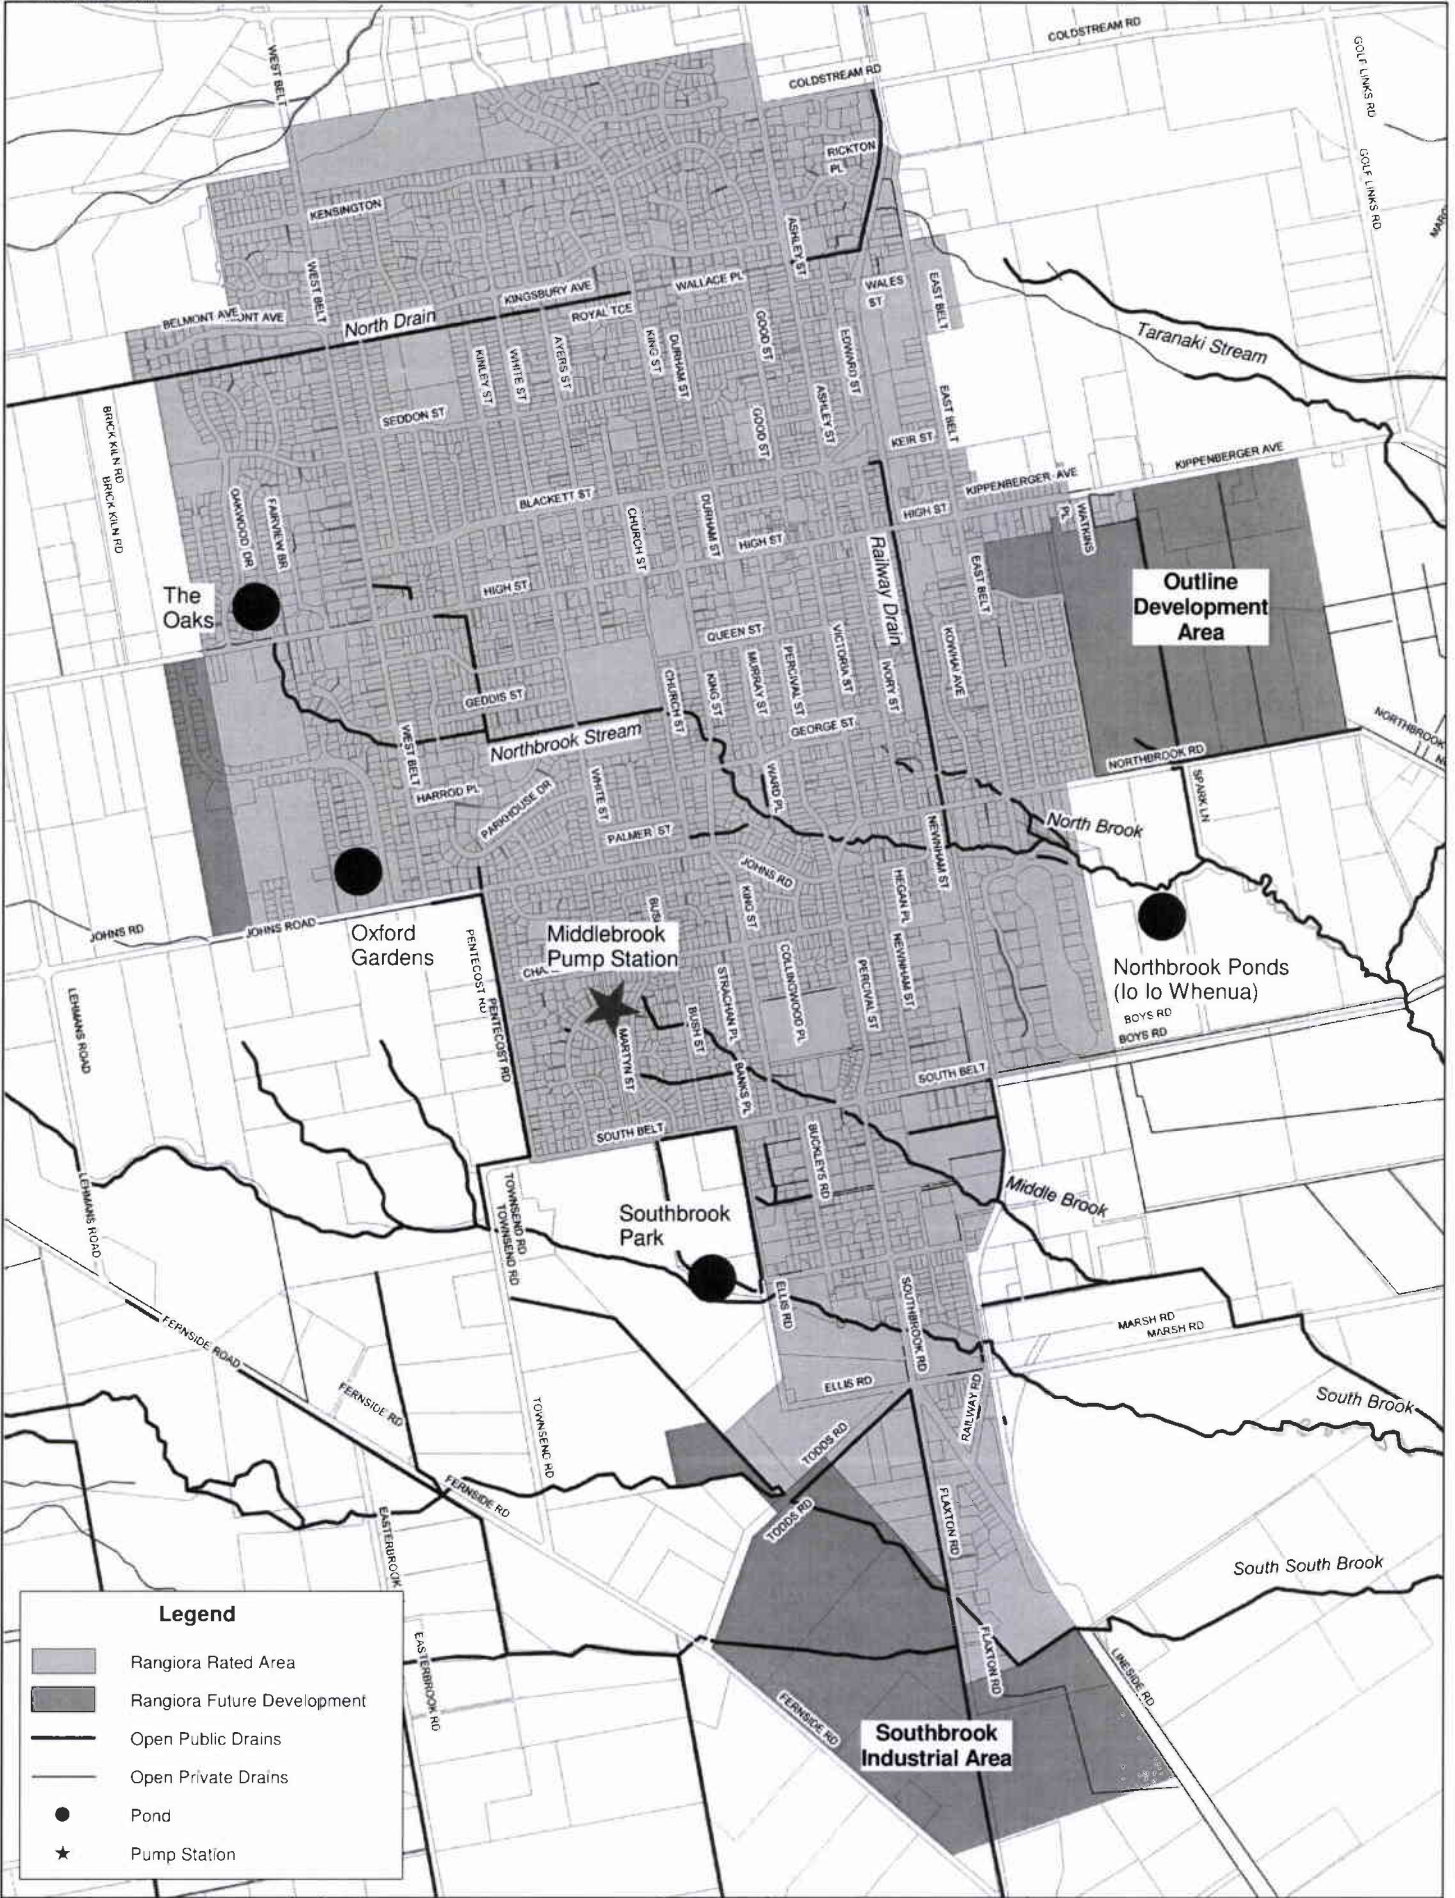 COLDSTREAM RD
WEST BELT
COLDSTREAM RD
GOLF LINKS RD
RICKTON
PL
GOLF LINKS RD
KENSINGTON
ASHLEY ST
WEST BELT
WALLACE PL
WALES
ST
EAST BELT
KINGSBURY AVE
BELMONT AVE
ONT AVE
North Drain
ROYAL TCE
Taranaki Stream
KINLEY ST
WHITE ST
AYERS ST
KING ST
DURHAM ST
GOOD ST
EDWARD ST
SEDDON ST
ASHLEY ST
EAST BELT
GOOD ST
KEIR ST
BRICK KILN RD
BRICK KILN RD
KIPPENBERGER AVE
KIPPENBERGER AVE
OAKWOOD DR
FAIRVIEW BR
BLACKETT ST
CHURCH ST
DURHAM ST
HIGH ST
HIGH ST
WATKINS
PL
Railway Drain
EAST BELT
Outline
Development
Area
The
Oaks
HIGH ST
QUEEN ST
MURRAY ST
PERCIVAL ST
VICTORIA ST
IVORY ST
KOWHAI AVE
CHURCH ST
KING ST
GEDDIS ST
GEORGE ST
Northbrook Stream
WEST BELT
NORTHBROOK
NORTHBROOK RD
HARROD PL
PARKHOUSE DR
WHITE ST
WARD PL
SPARK LN
PALMER ST
North Brook
NEWNHAM ST
JOHNS RD
KING ST
HEGAN PL
JOHNS RD
JOHNS ROAD
Oxford
Gardens
PENTECOST RD
PENTECOST RD
Middlebrook
Pump Station
STRACHAN PL
COLLINGWOOD PL
PERCIVAL ST
NEWNHAM ST
Northbrook Ponds
(Io Io Whenua)
BOYS RD
BOYS RD
LEHMANS ROAD
MARTYN ST
BUSH ST
BANKS PL
SOUTH BELT
SOUTH BELT
BUCKLEYS RD
LEHMANS ROAD
TOWNSEND RD
TOWNSEND RD
Southbrook
Park
Middle Brook
ELLIS RD
SOUTHBROOK RD
MARSH RD
MARSH RD
FERNSIDE ROAD
FERNSIDE RD
TOWNSEND RD
ELLIS RD
RAILWAY RD
South Brook
TODDS RD
FERNSIDE RD
TODDS RD
FLAXTON RD
EASTERBROOK
South South Brook
EASTERBROOK RD
FLAXTON RD
LINESIDE RD
FERNSIDE RD
Southbrook
Industrial Area
Legend
Rangiora Rated Area
Rangiora Future Development
Open Public Drains
Open Private Drains
Pond
Pump Station